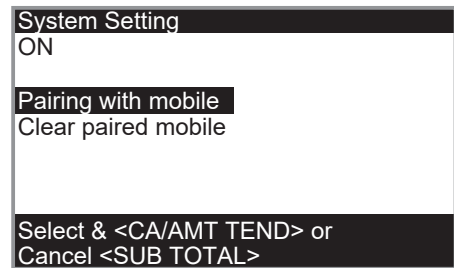 System Setting
ON
Pairing with mobile
Clear paired mobile
Select & <CA/AMT TEND> or
Cancel <SUB TOTAL>